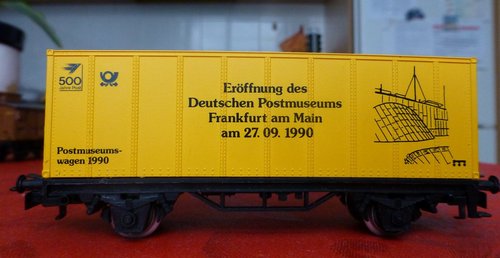 500
Jahre Post
Eröffnung des
Deutschen Postmuseums
Frankfurt am Main
am 27. 09. 1990
Postmuseums-
wagen 1990